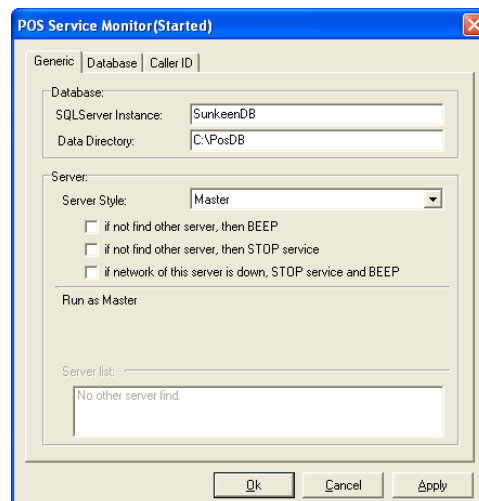 POS Service Monitor(Started)
Generic Database Caller ID
Database:
SQLServer Instance: SunkeenDB
Data Directory: C:\PosDB
Server:
Server Style: Master
if not find other server, then BEEP
if not find other server, then STOP service
if network of this server is down, STOP service and BEEP
Run as Master
Server list:
No other server find.
Ok Cancel Apply